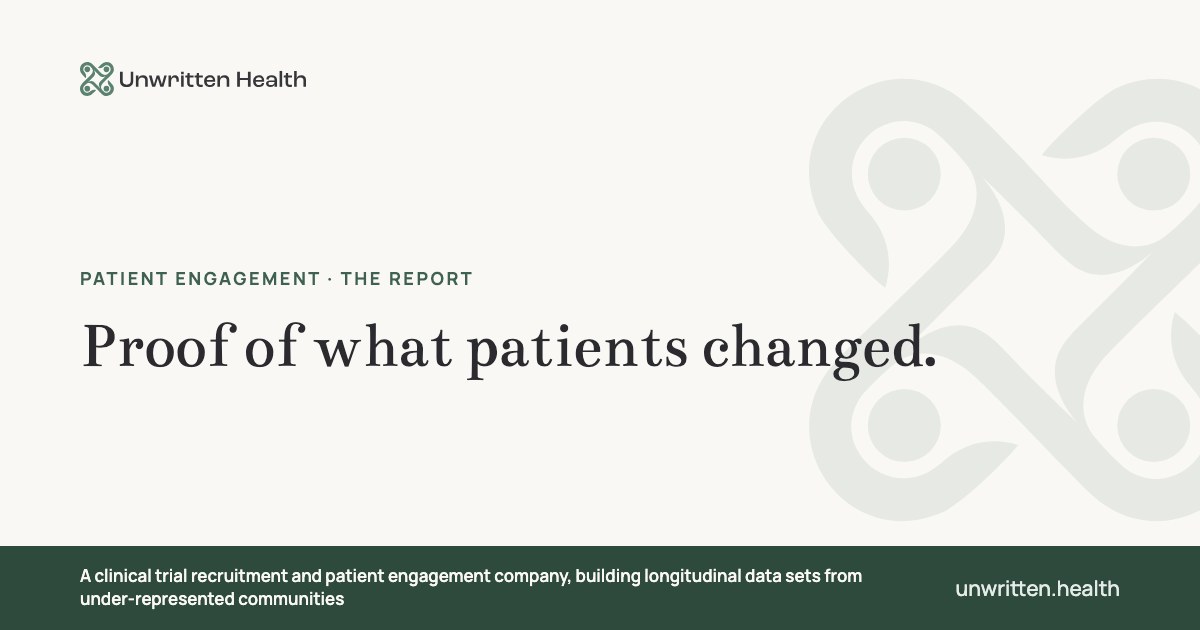 Unwritten Health
PATIENT ENGAGEMENT · THE REPORT
Proof of what patients changed.
A clinical trial recruitment and patient engagement company, building longitudinal data sets from
under-represented communities
unwritten.health